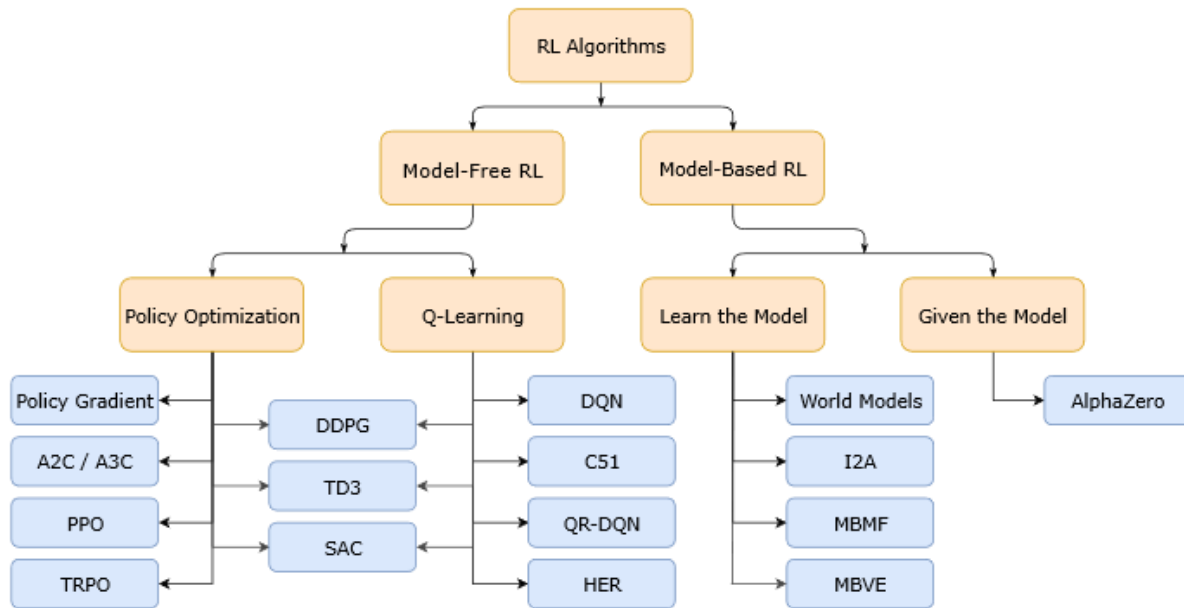 RL Algorithms
Model-Free RL
Model-Based RL
Policy Optimization
Q-Learning
Learn the Model
Given the Model
Policy Gradient
DQN
World Models
AlphaZero
DDPG
A2C / A3C
C51
I2A
TD3
PPO
QR-DQN
MBMF
SAC
TRPO
HER
MBVE